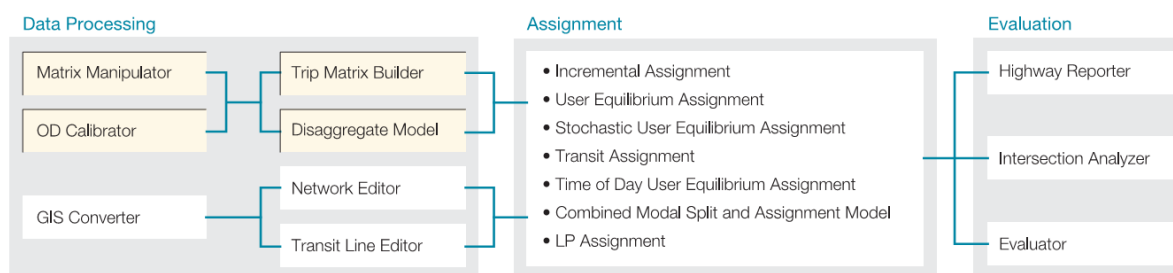 Data Processing
Assignment
Evaluation
Matrix Manipulator
Trip Matrix Builder
OD Calibrator
Disaggregate Model
GIS Converter
Network Editor
Transit Line Editor
• Incremental Assignment
• User Equilibrium Assignment
• Stochastic User Equilibrium Assignment
• Transit Assignment
• Time of Day User Equilibrium Assignment
• Combined Modal Split and Assignment Model
• LP Assignment
Highway Reporter
Intersection Analyzer
Evaluator